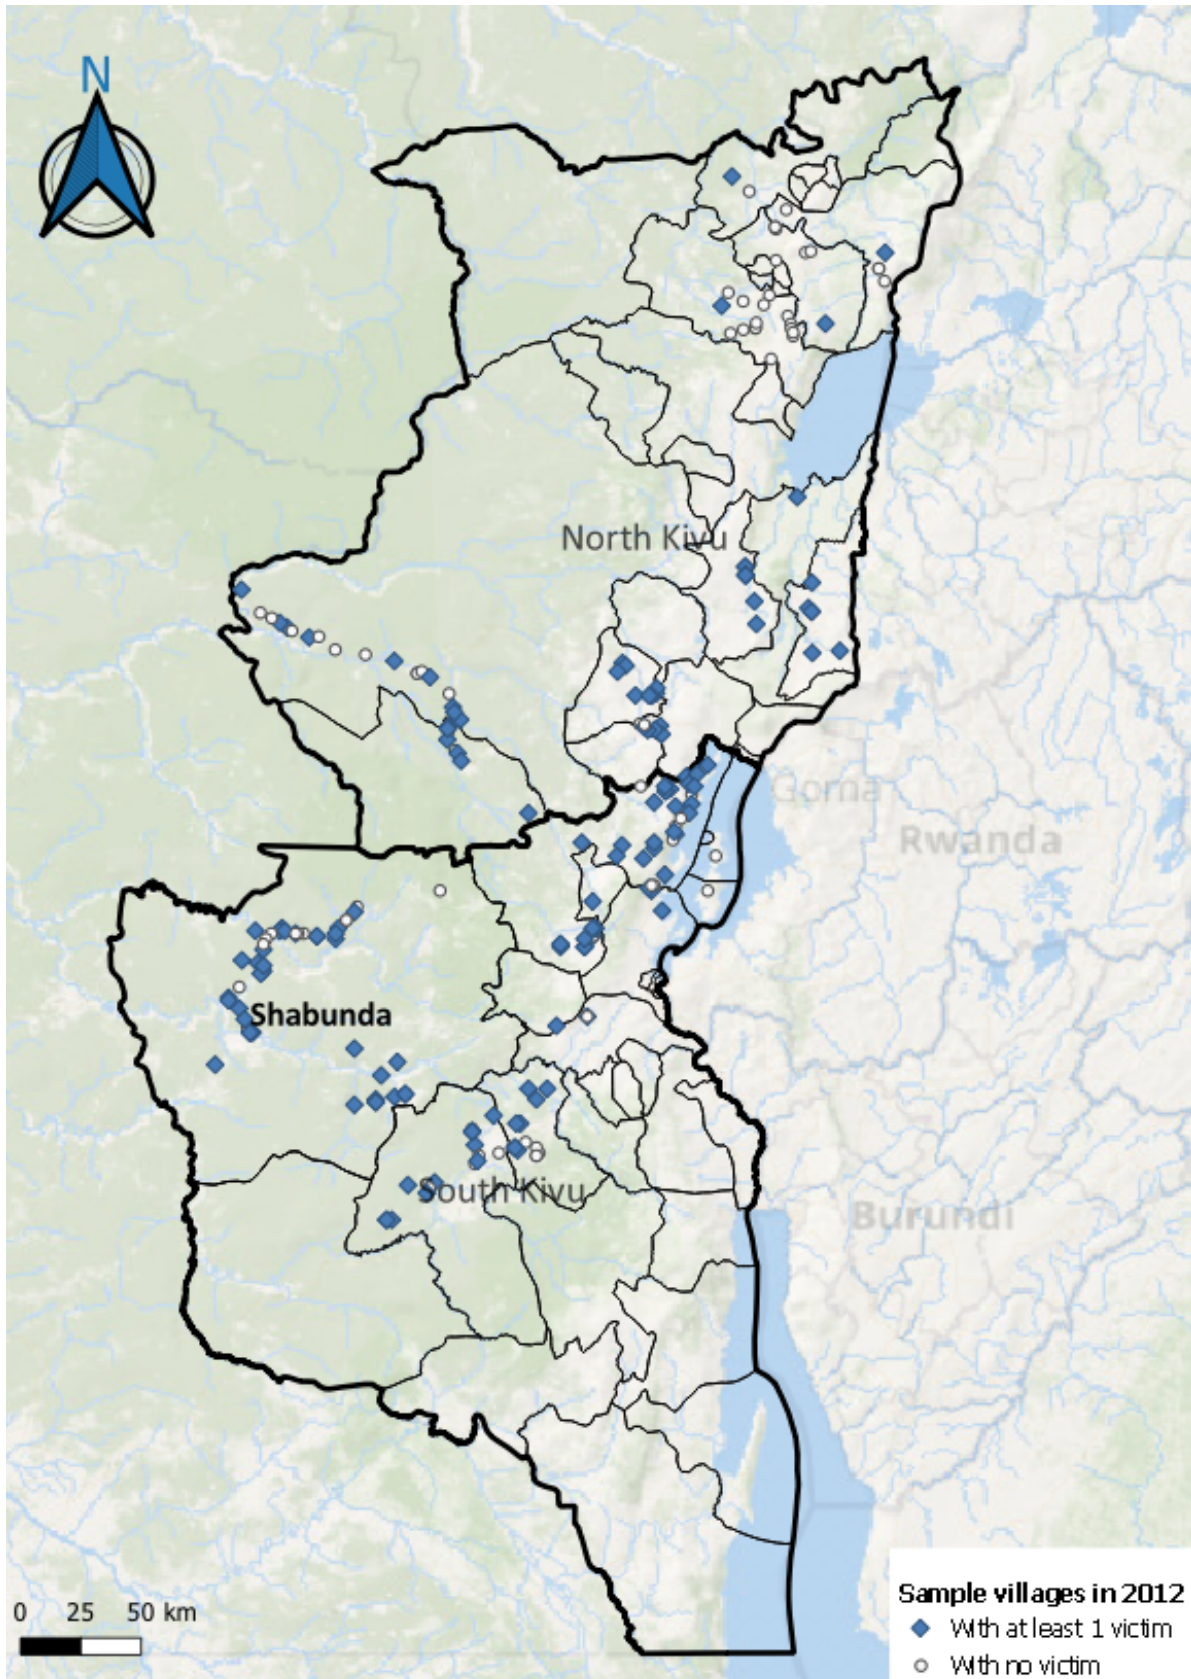 N
North Kivu
Goma
Rwanda
Shabunda
South Kivu
Burundi
0 25 50 km
Sample villages in 2012
With at least 1 victim
With no victim